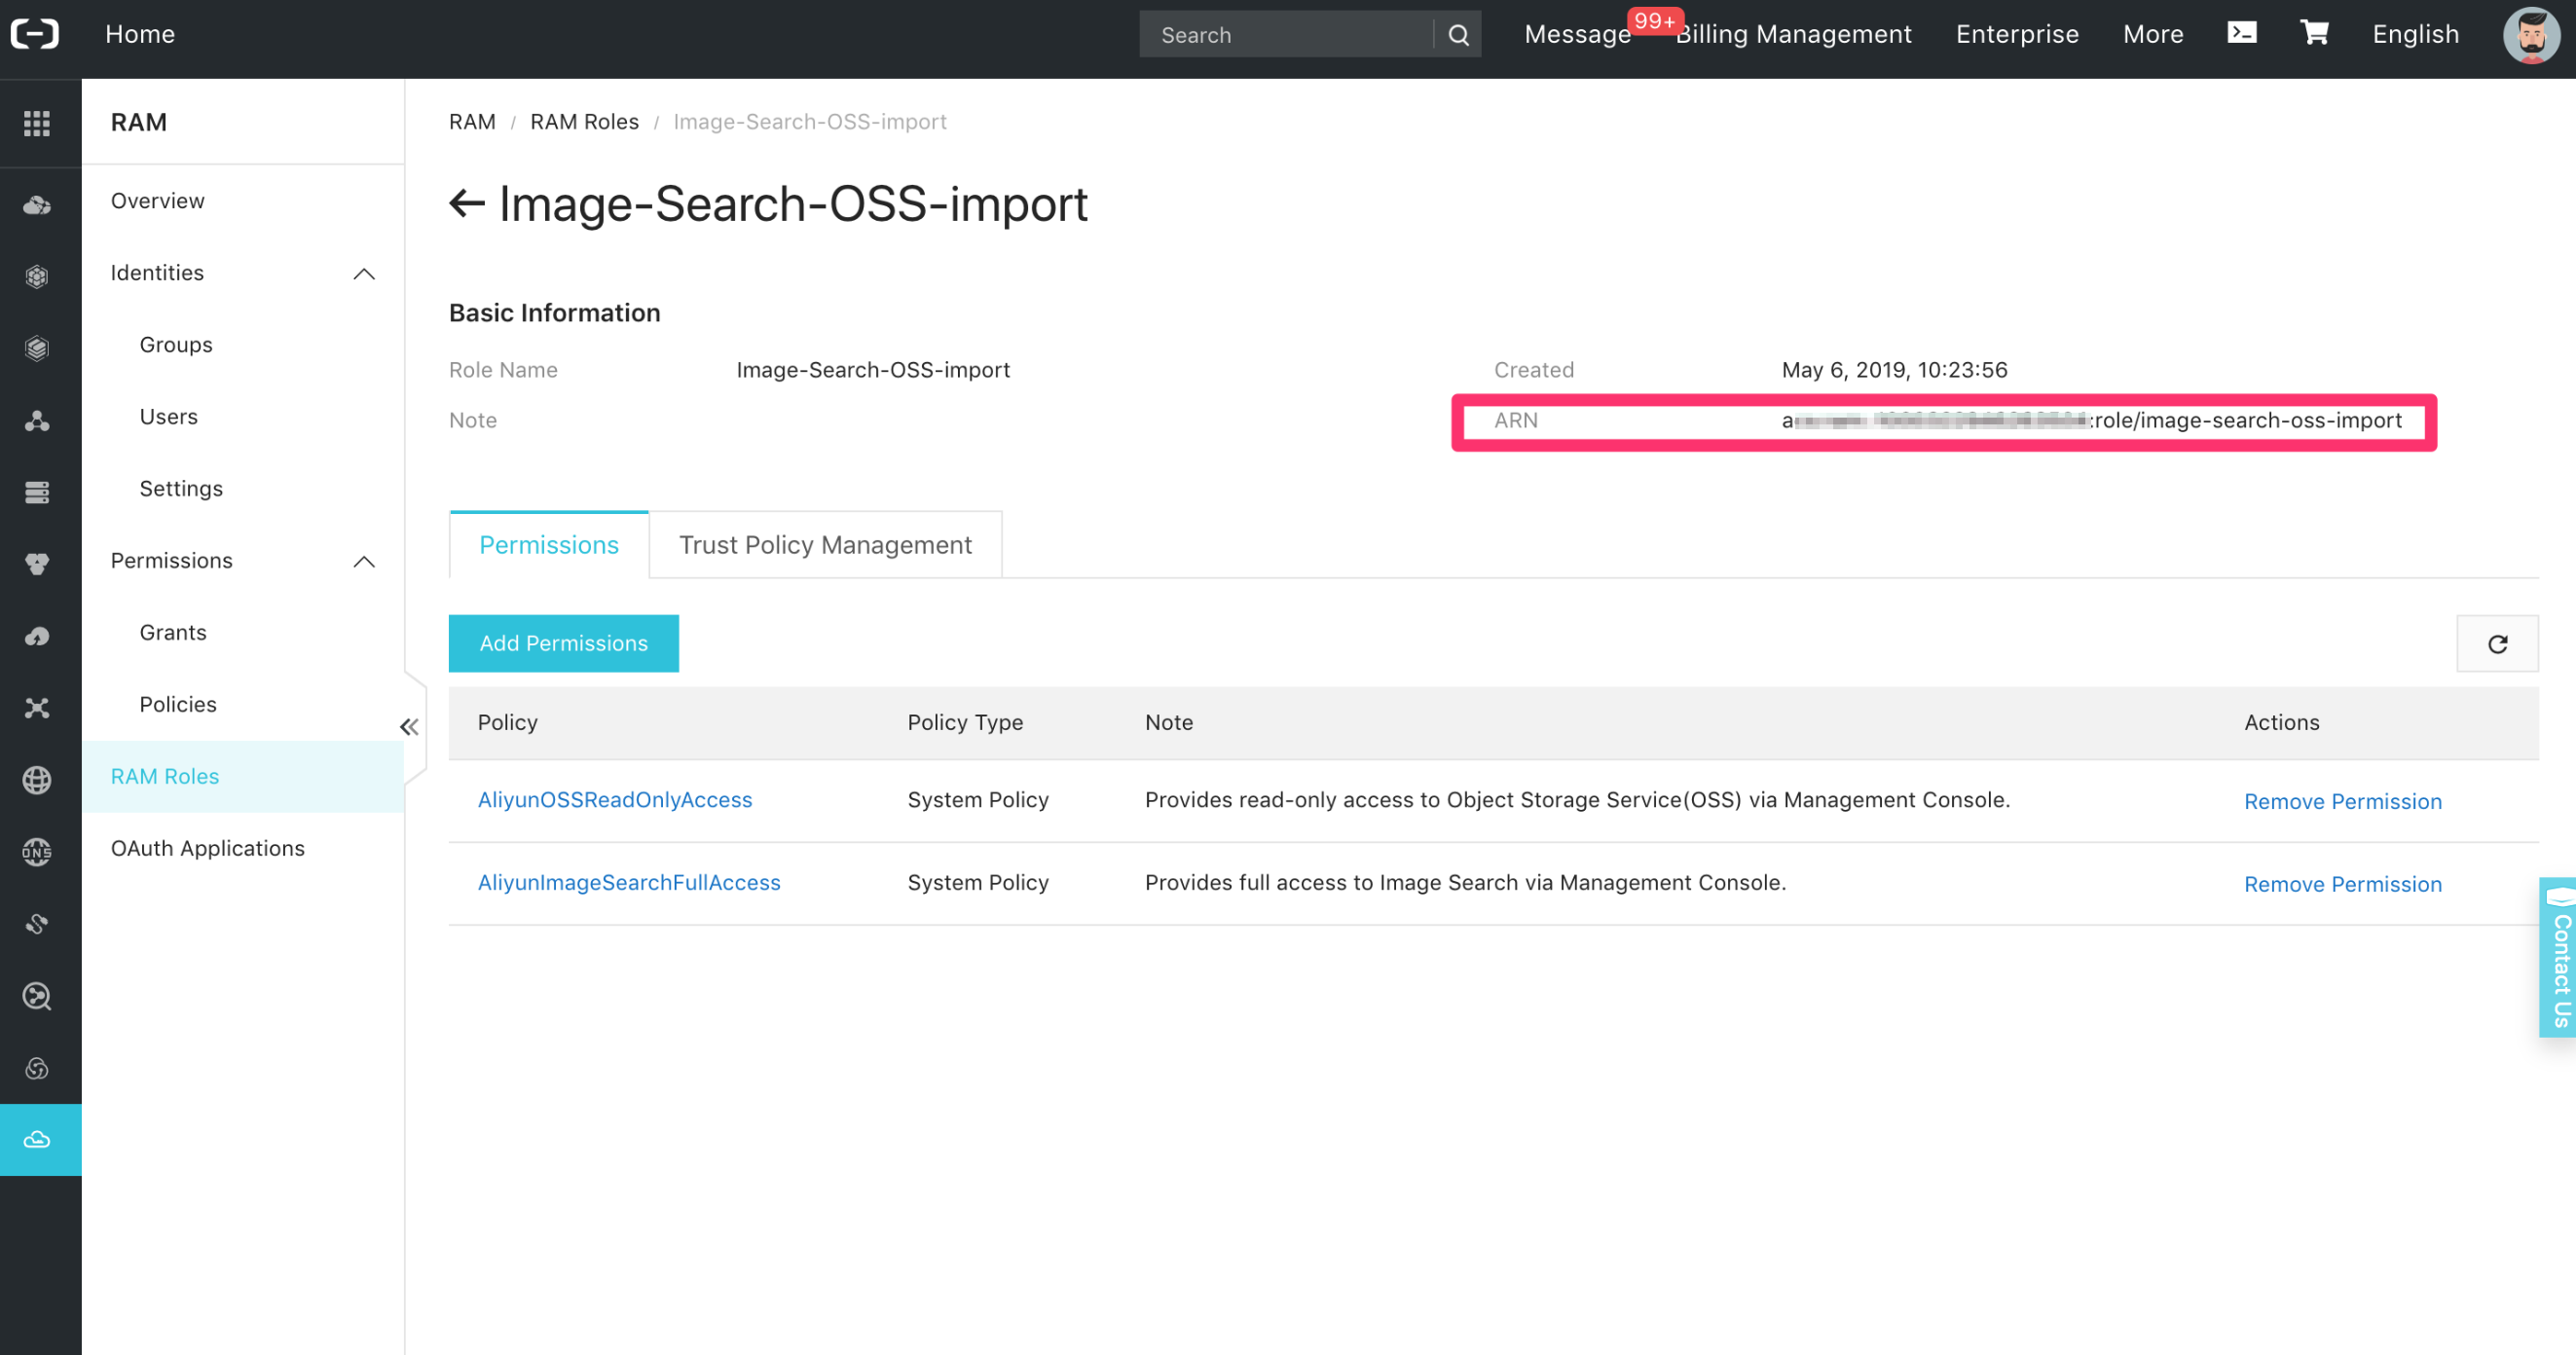 Home
Search
Message
99+
Billing Management
Enterprise
More
English
RAM
Overview
Identities
Groups
Users
Settings
Permissions
Grants
Policies
RAM Roles
OAuth Applications
DNS
RAM / RAM Roles / Image-Search-OSS-import
Image-Search-OSS-import
Basic Information
Role Name Image-Search-OSS-import
Created May 6, 2019, 10:23:56
Note
ARN :role/image-search-oss-import
Permissions Trust Policy Management
Add Permissions
Policy Policy Type Note Actions
AliyunOSSReadOnlyAccess System Policy Provides read-only access to Object Storage Service(OSS) via Management Console. Remove Permission
AliyunImageSearchFullAccess System Policy Provides full access to Image Search via Management Console. Remove Permission
Contact Us